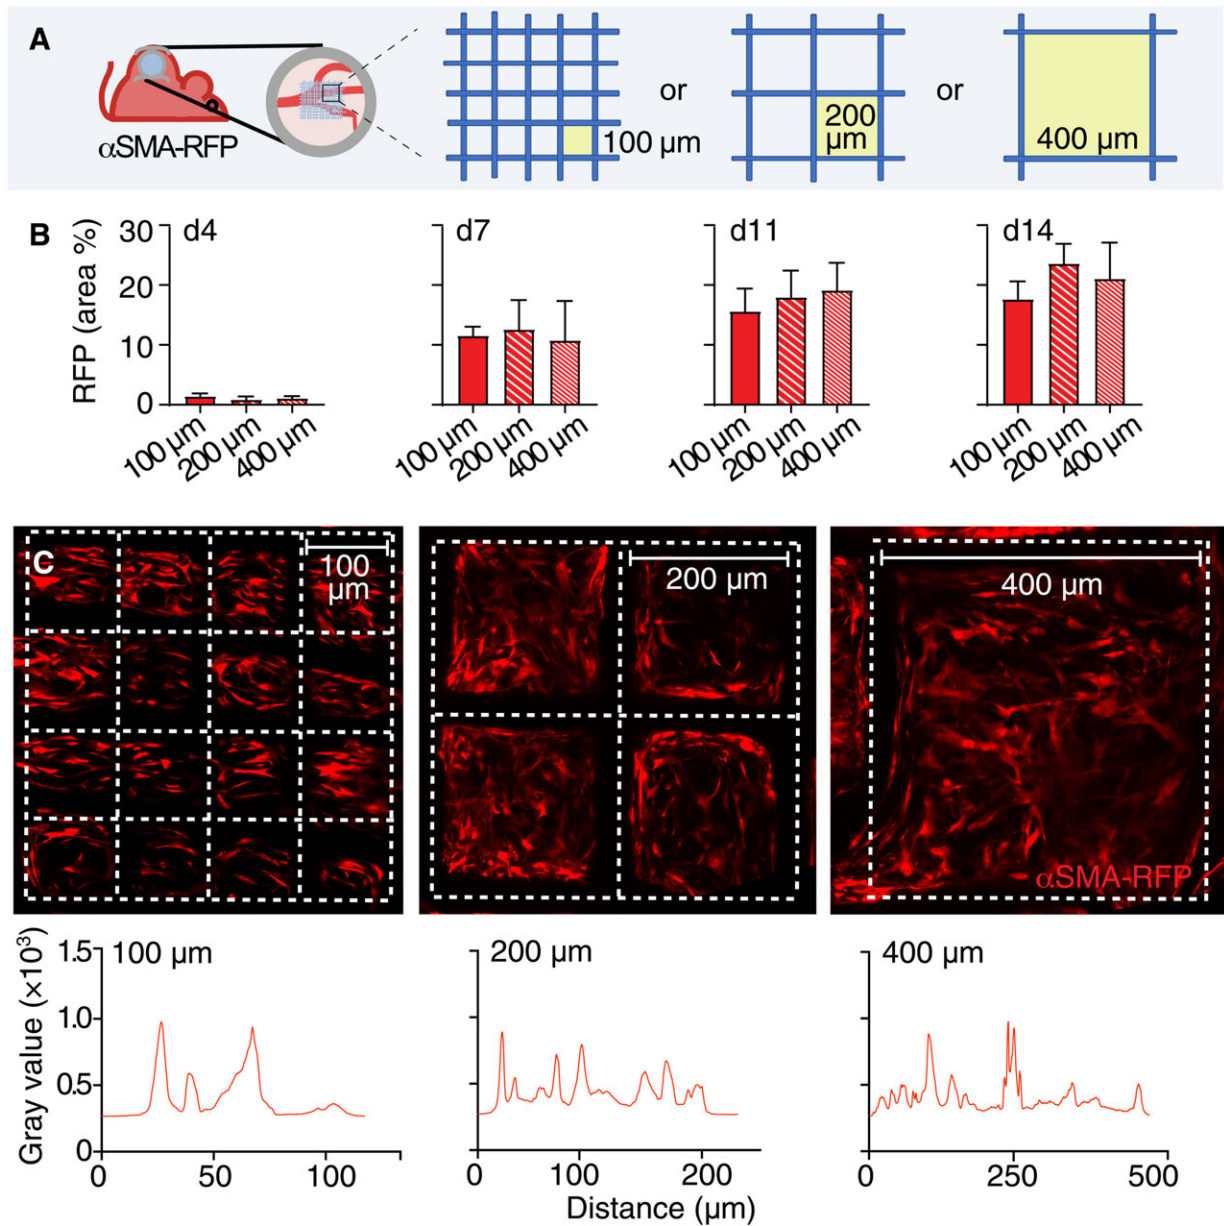 A
αSMA-RFP
100 µm
or
200
µm
or
400 µm
B
RFP (area %)
30
20
10
0
d4
100 µm
200 µm
400 µm
d7
100 µm
200 µm
400 µm
d11
100 µm
200 µm
400 µm
d14
100 µm
200 µm
400 µm
C
100
µm
200 µm
400 µm
αSMA-RFP
Gray value (×10³)
1.5
1.0
0.5
0
100 µm
0 50 100
200 µm
0 100 200
400 µm
0 250 500
Distance (µm)